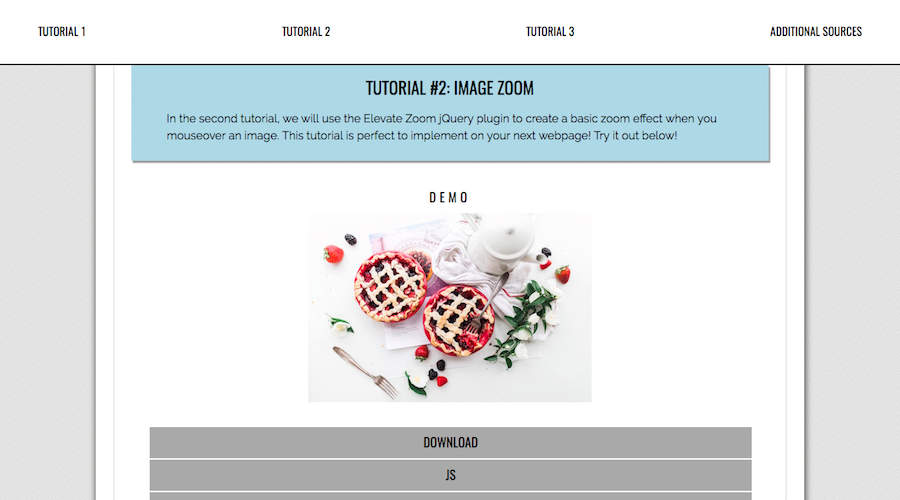 TUTORIAL 1
TUTORIAL 2
TUTORIAL 3
ADDITIONAL SOURCES
TUTORIAL #2: IMAGE ZOOM
In the second tutorial, we will use the Elevate Zoom jQuery plugin to create a basic zoom effect when you
mouseover an image. This tutorial is perfect to implement on your next webpage! Try it out below!
DEMO
DOWNLOAD
JS